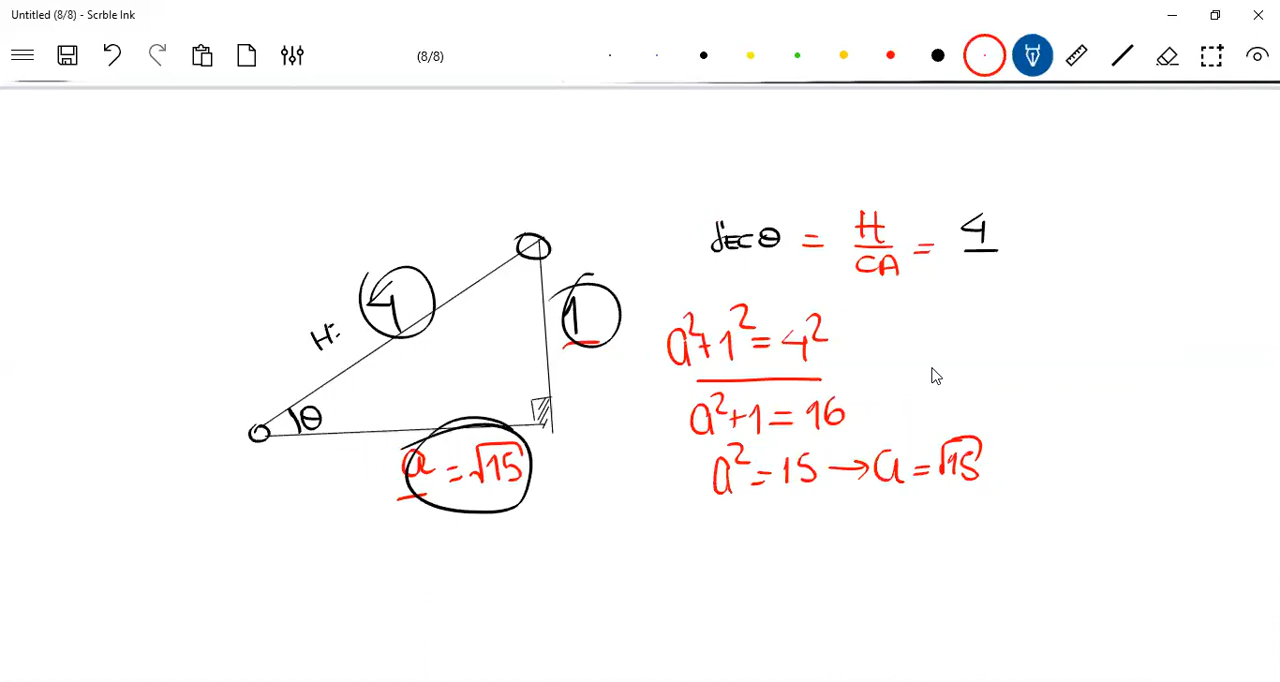 Untitled (8/8) - Scrble Ink
(8/8)
secθ = H/CA = 4
H
4
1
a²+1² = 4²
θ
a²+1 = 16
a = √15
a² = 15 → a = √15